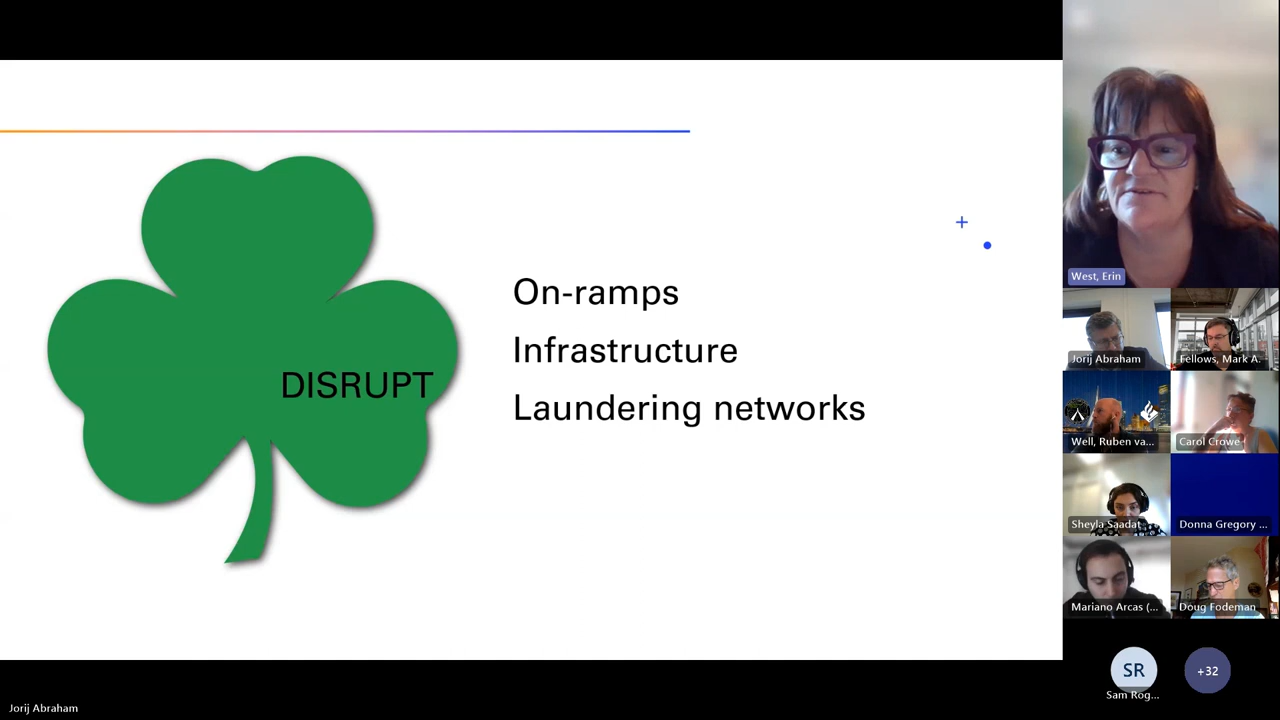 DISRUPT
On-ramps
Infrastructure
Laundering networks
West, Erin
Jorij Abraham
Fellows, Mark A.
Well, Ruben va...
Carol Crowe
Sheyla Saadat
Donna Gregory ...
Mariano Arcas (...
Doug Fodeman
SR
+32
Sam Rog...
Jorij Abraham